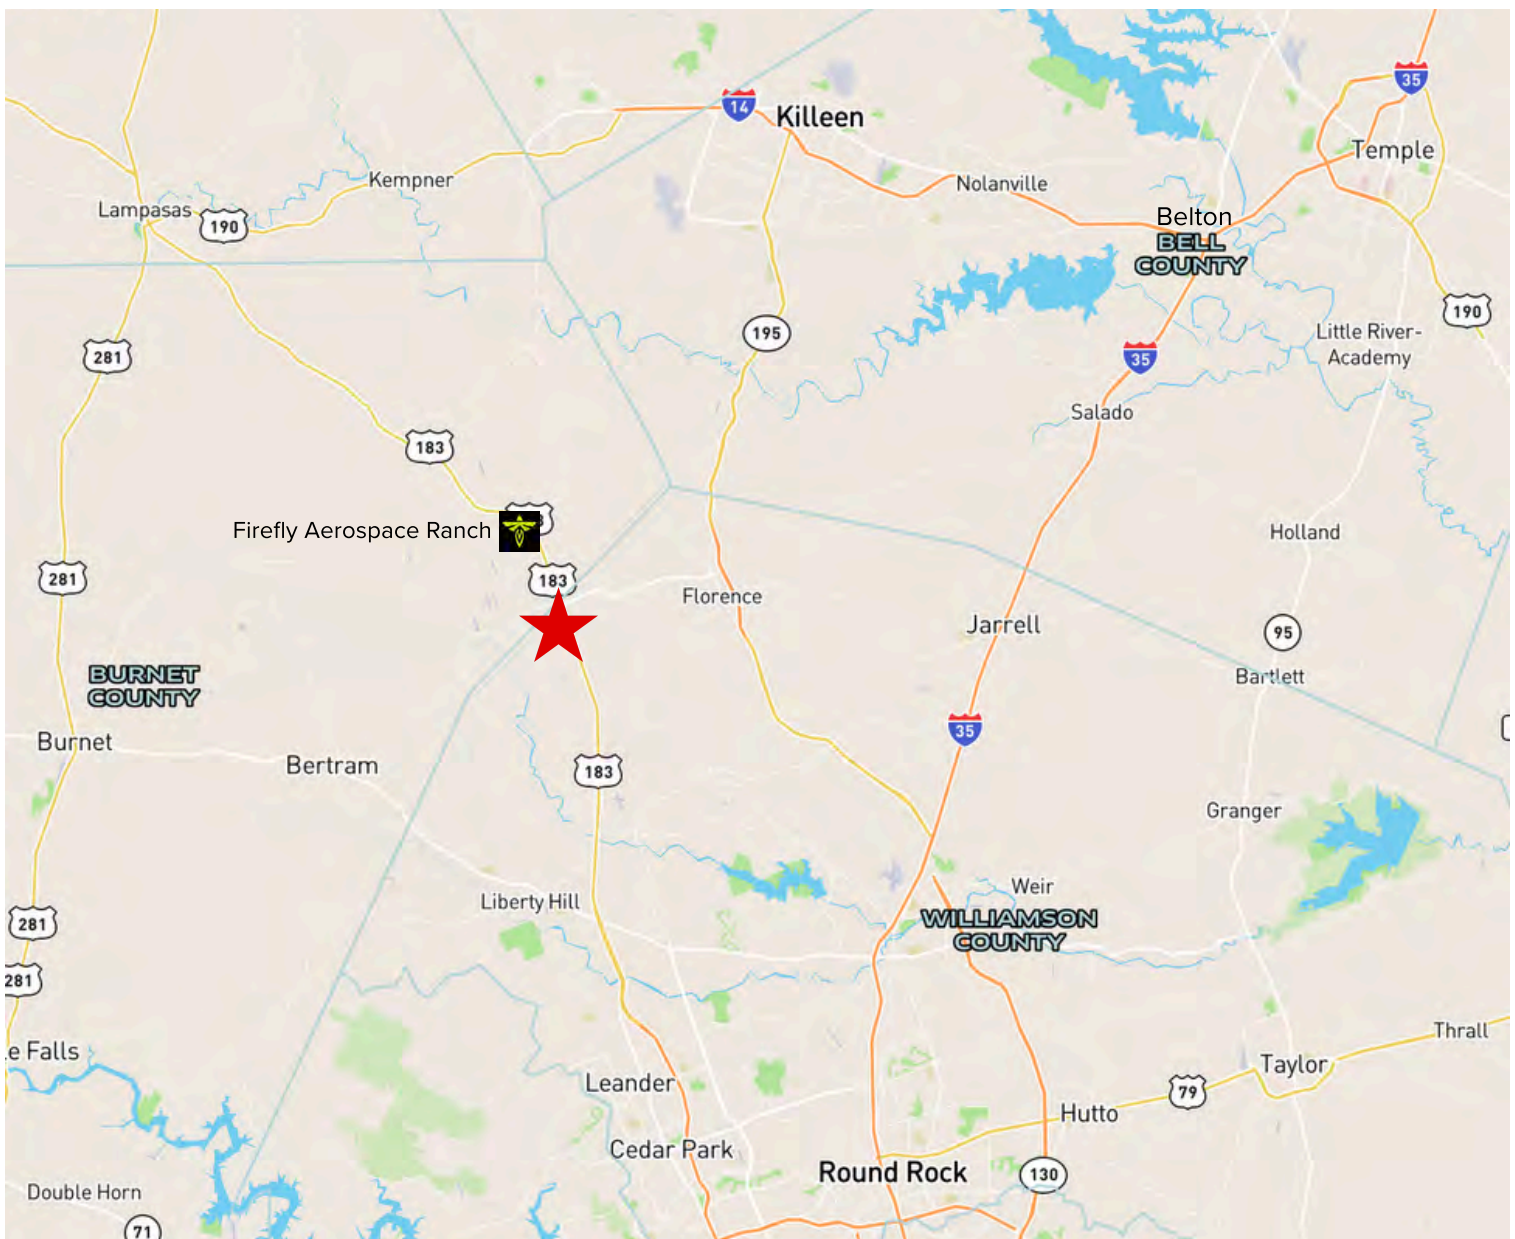 35
14
Killeen
Temple
Kempner
Nolanville
Lampasas
190
Belton
BELL
COUNTY
190
195
Little River-
Academy
281
35
Salado
183
Firefly Aerospace Ranch
Holland
281
183
Florence
Jarrell
95
BURNET
COUNTY
Bartlett
35
Burnet
Bertram
183
Granger
Weir
Liberty Hill
281
WILLIAMSON
COUNTY
281
Thrall
e Falls
Taylor
Leander
79
Hutto
Cedar Park
Round Rock
130
Double Horn
71